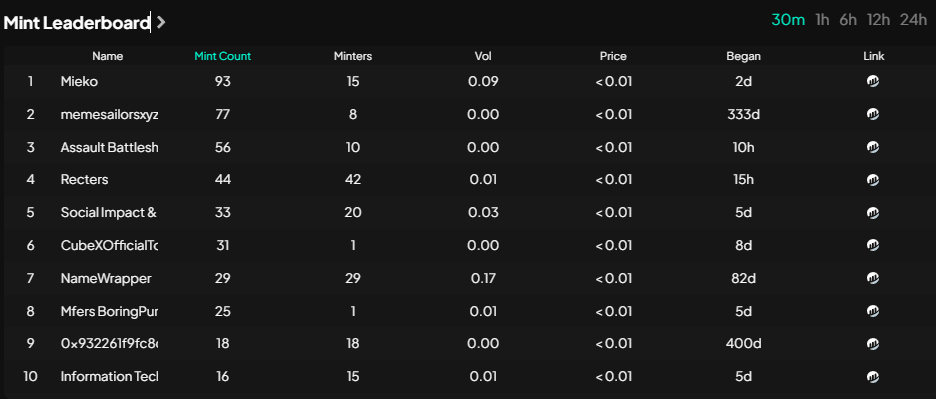 Mint Leaderboard
30m 1h 6h 12h 24h
Name Mint Count Minters Vol Price Began Link
1 Mieko 93 15 0.09 <0.01 2d
2 memesailorsxyz 77 8 0.00 <0.01 333d
3 Assault Battlesh 56 10 0.00 <0.01 10h
4 Recters 44 42 0.01 <0.01 15h
5 Social Impact & 33 20 0.03 <0.01 5d
6 CubeXOfficialTo 31 1 0.00 <0.01 8d
7 NameWrapper 29 29 0.17 <0.01 82d
8 Mfers BoringPur 25 1 0.01 <0.01 5d
9 0x932261f9fc8 18 18 0.00 <0.01 400d
10 Information Tecl 16 15 0.01 <0.01 5d